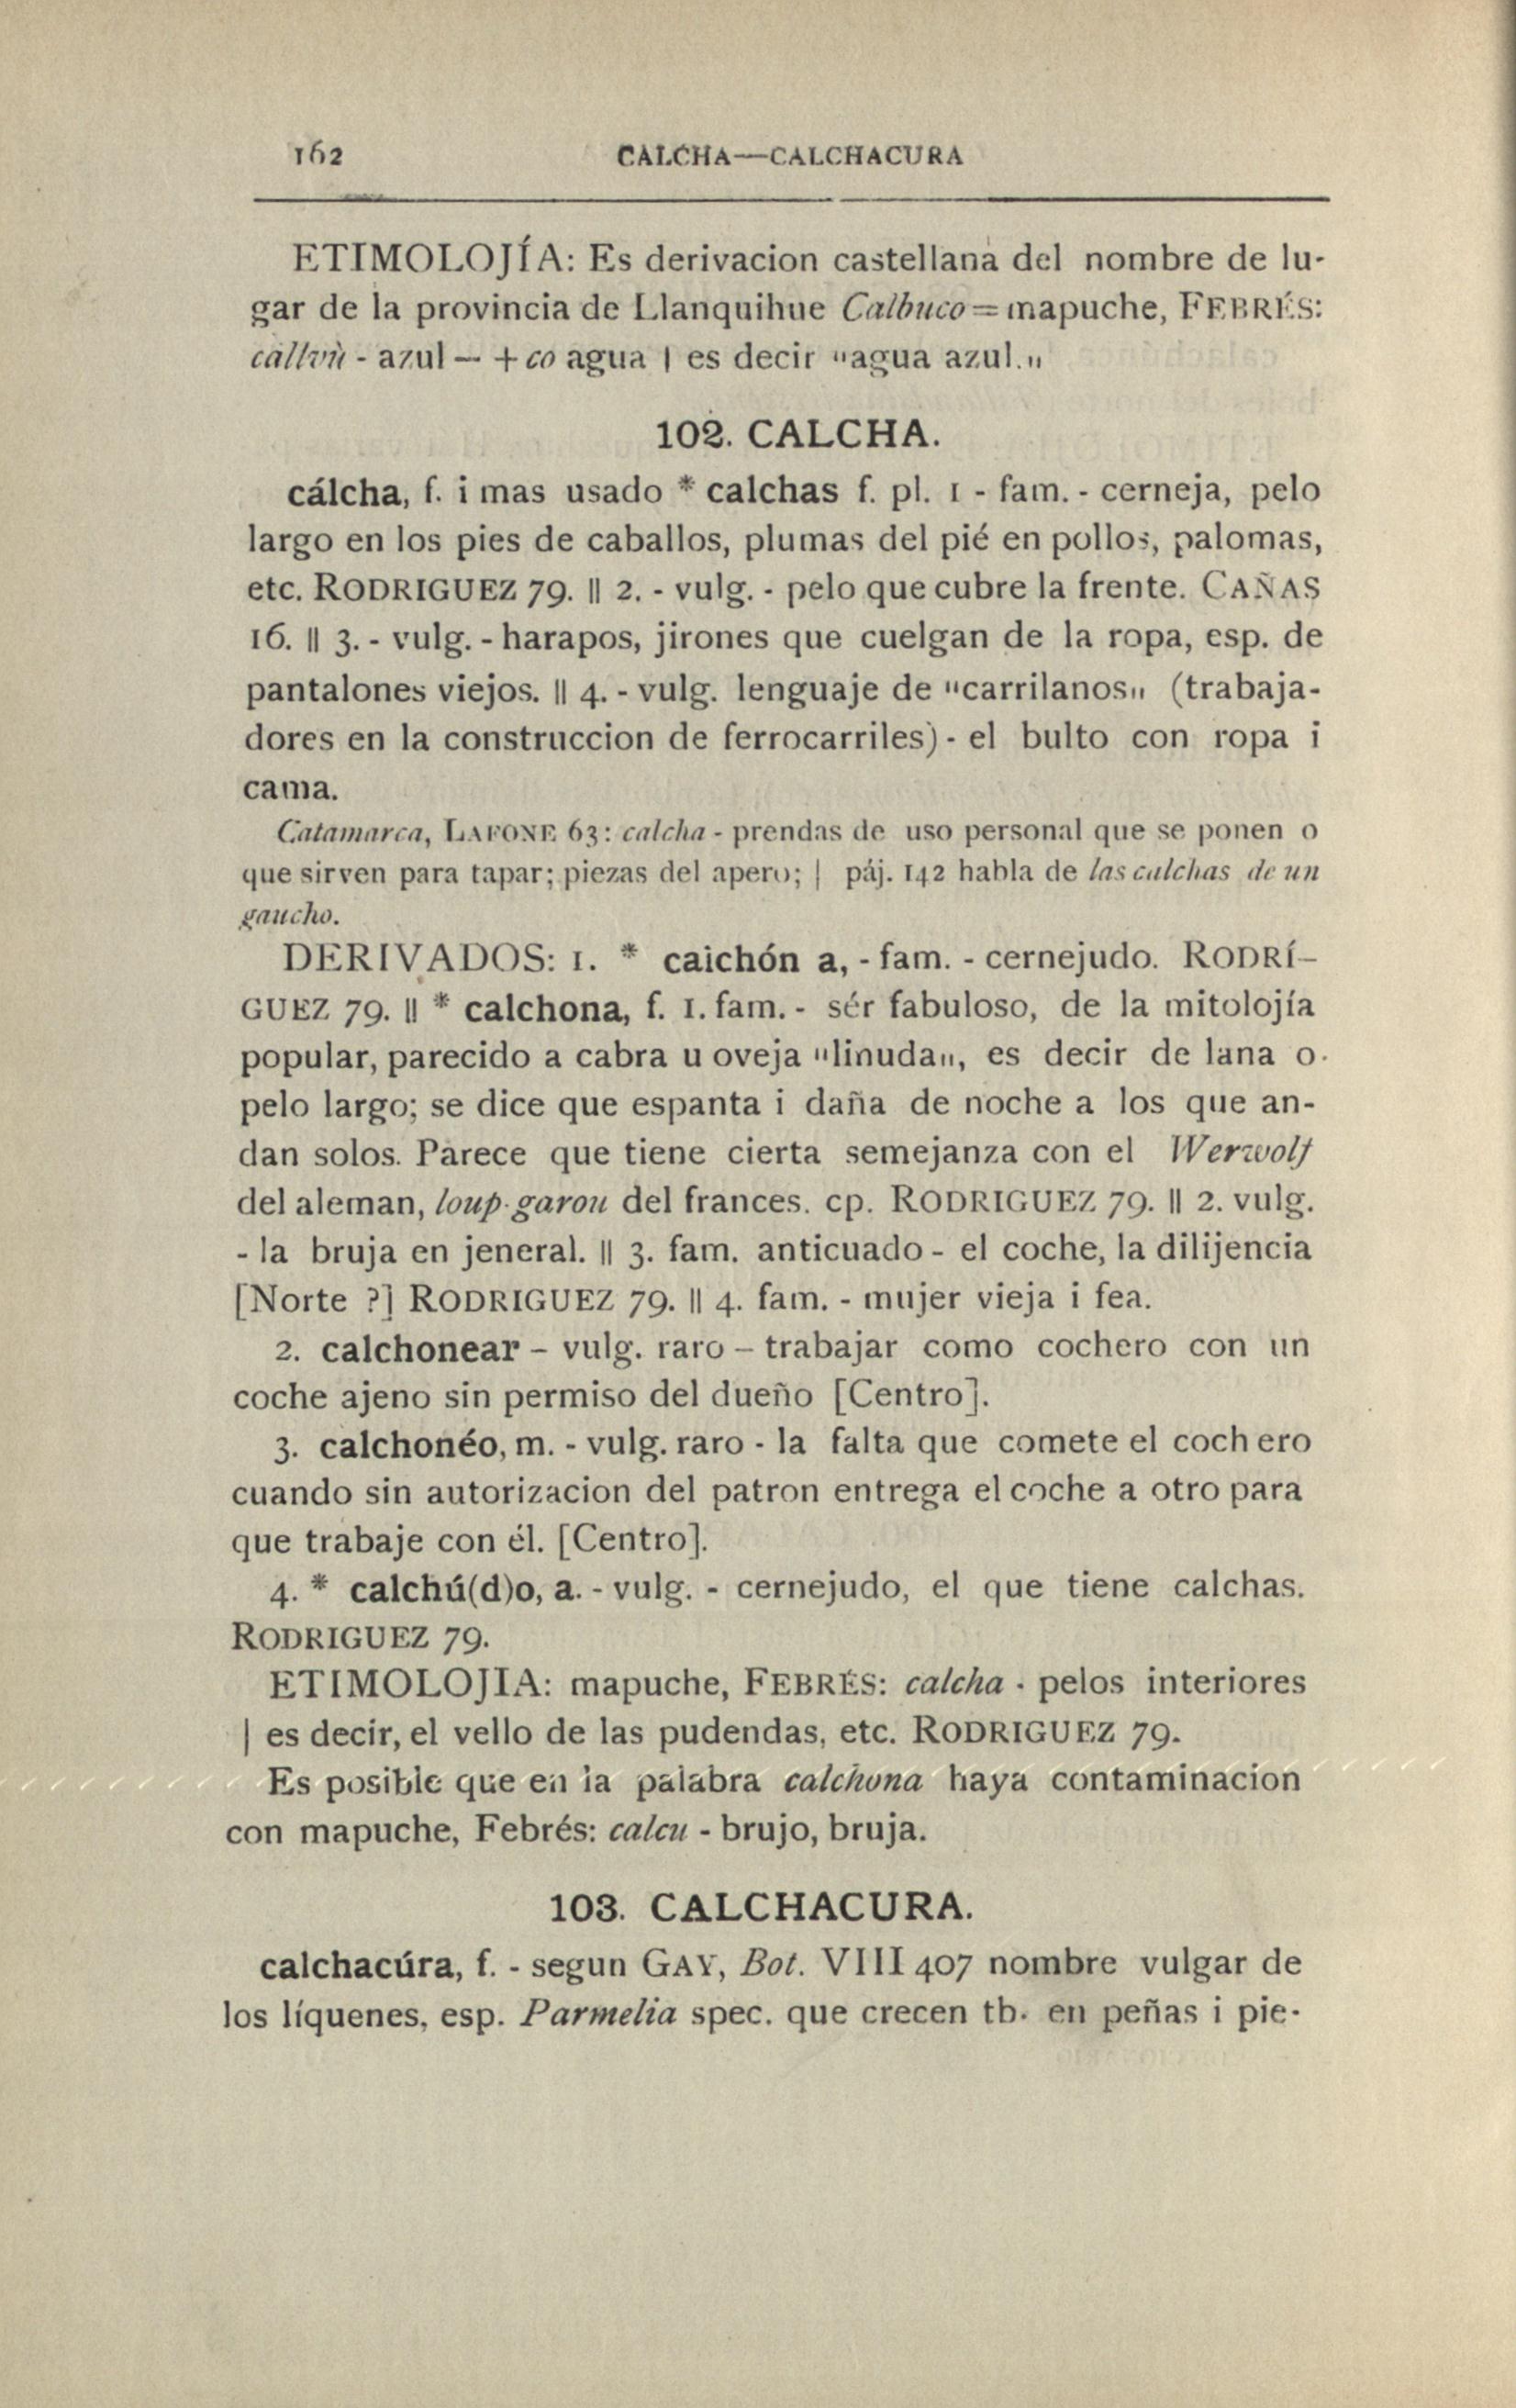 162 CALCHA—CALCHACURA
ETIMOLOJÍA: Es derivacion castellana del nombre de lu-
gar de la provincia de Llanquihue Calbuco = mapuche, FEBRÉS:
callvù - azul — + co agua | es decir "agua azul."
102. CALCHA.
cálcha, f. i mas usado * calchas f. pl. 1 - fam. - cerneja, pelo
largo en los pies de caballos, plumas del pié en pollos, palomas,
etc. RODRIGUEZ 79. || 2. - vulg. - pelo que cubre la frente. CAÑAS
16. || 3. - vulg. - harapos, jirones que cuelgan de la ropa, esp. de
pantalones viejos. || 4. - vulg. lenguaje de "carrilanos" (trabaja-
dores en la construccion de ferrocarriles) - el bulto con ropa i
cama.
Catamarca, LAFONE 63: calcha - prendas de uso personal que se ponen o
que sirven para tapar; piezas del apero; | páj. 142 habla de las calchas de un
gaucho.
DERIVADOS: 1. * caichón a, - fam. - cernejudo. RODRÍ-
GUEZ 79. || * calchona, f. 1. fam. - sér fabuloso, de la mitolojía
popular, parecido a cabra u oveja "linuda", es decir de lana o
pelo largo; se dice que espanta i daña de noche a los que an-
dan solos. Parece que tiene cierta semejanza con el Werwolf
del aleman, loup-garou del frances. cp. RODRIGUEZ 79. || 2. vulg.
- la bruja en jeneral. || 3. fam. anticuado - el coche, la dilijencia
[Norte ?] RODRIGUEZ 79. || 4. fam. - mujer vieja i fea.
2. calchonear – vulg. raro – trabajar como cochero con un
coche ajeno sin permiso del dueño [Centro].
3. calchonéo, m. - vulg. raro - la falta que comete el cochero
cuando sin autorizacion del patron entrega el coche a otro para
que trabaje con él. [Centro].
4. * calchú(d)o, a. - vulg. - cernejudo, el que tiene calchas.
RODRIGUEZ 79.
ETIMOLOJIA: mapuche, FEBRÉS: calcha - pelos interiores
| es decir, el vello de las pudendas, etc. RODRIGUEZ 79.
Es posible que en la palabra calchona haya contaminacion
con mapuche, Febrés: calcu - brujo, bruja.
103. CALCHACURA.
calchacúra, f. - segun GAY, Bot. VIII 407 nombre vulgar de
los líquenes, esp. Parmelia spec. que crecen tb. en peñas i pie-